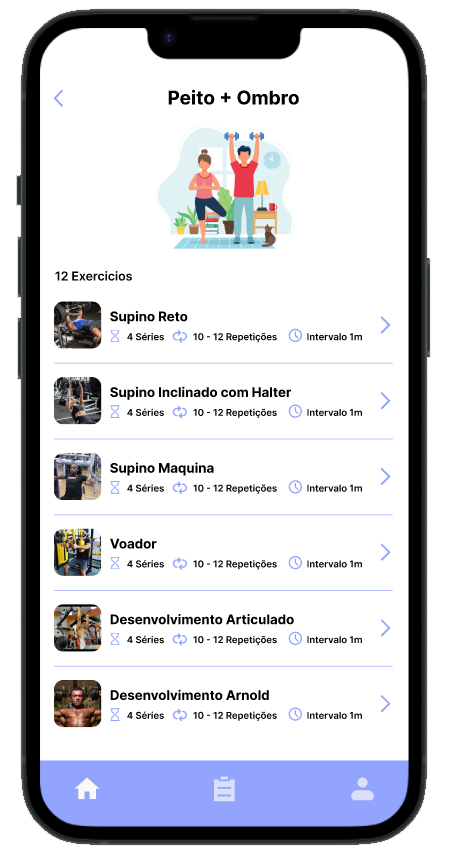 Peito + Ombro
12 Exercicios
Supino Reto
4 Séries 10 - 12 Repetições Intervalo 1m
Supino Inclinado com Halter
4 Séries 10 - 12 Repetições Intervalo 1m
Supino Maquina
4 Séries 10 - 12 Repetições Intervalo 1m
Voador
4 Séries 10 - 12 Repetições Intervalo 1m
Desenvolvimento Articulado
4 Séries 10 - 12 Repetições Intervalo 1m
Desenvolvimento Arnold
4 Séries 10 - 12 Repetições Intervalo 1m